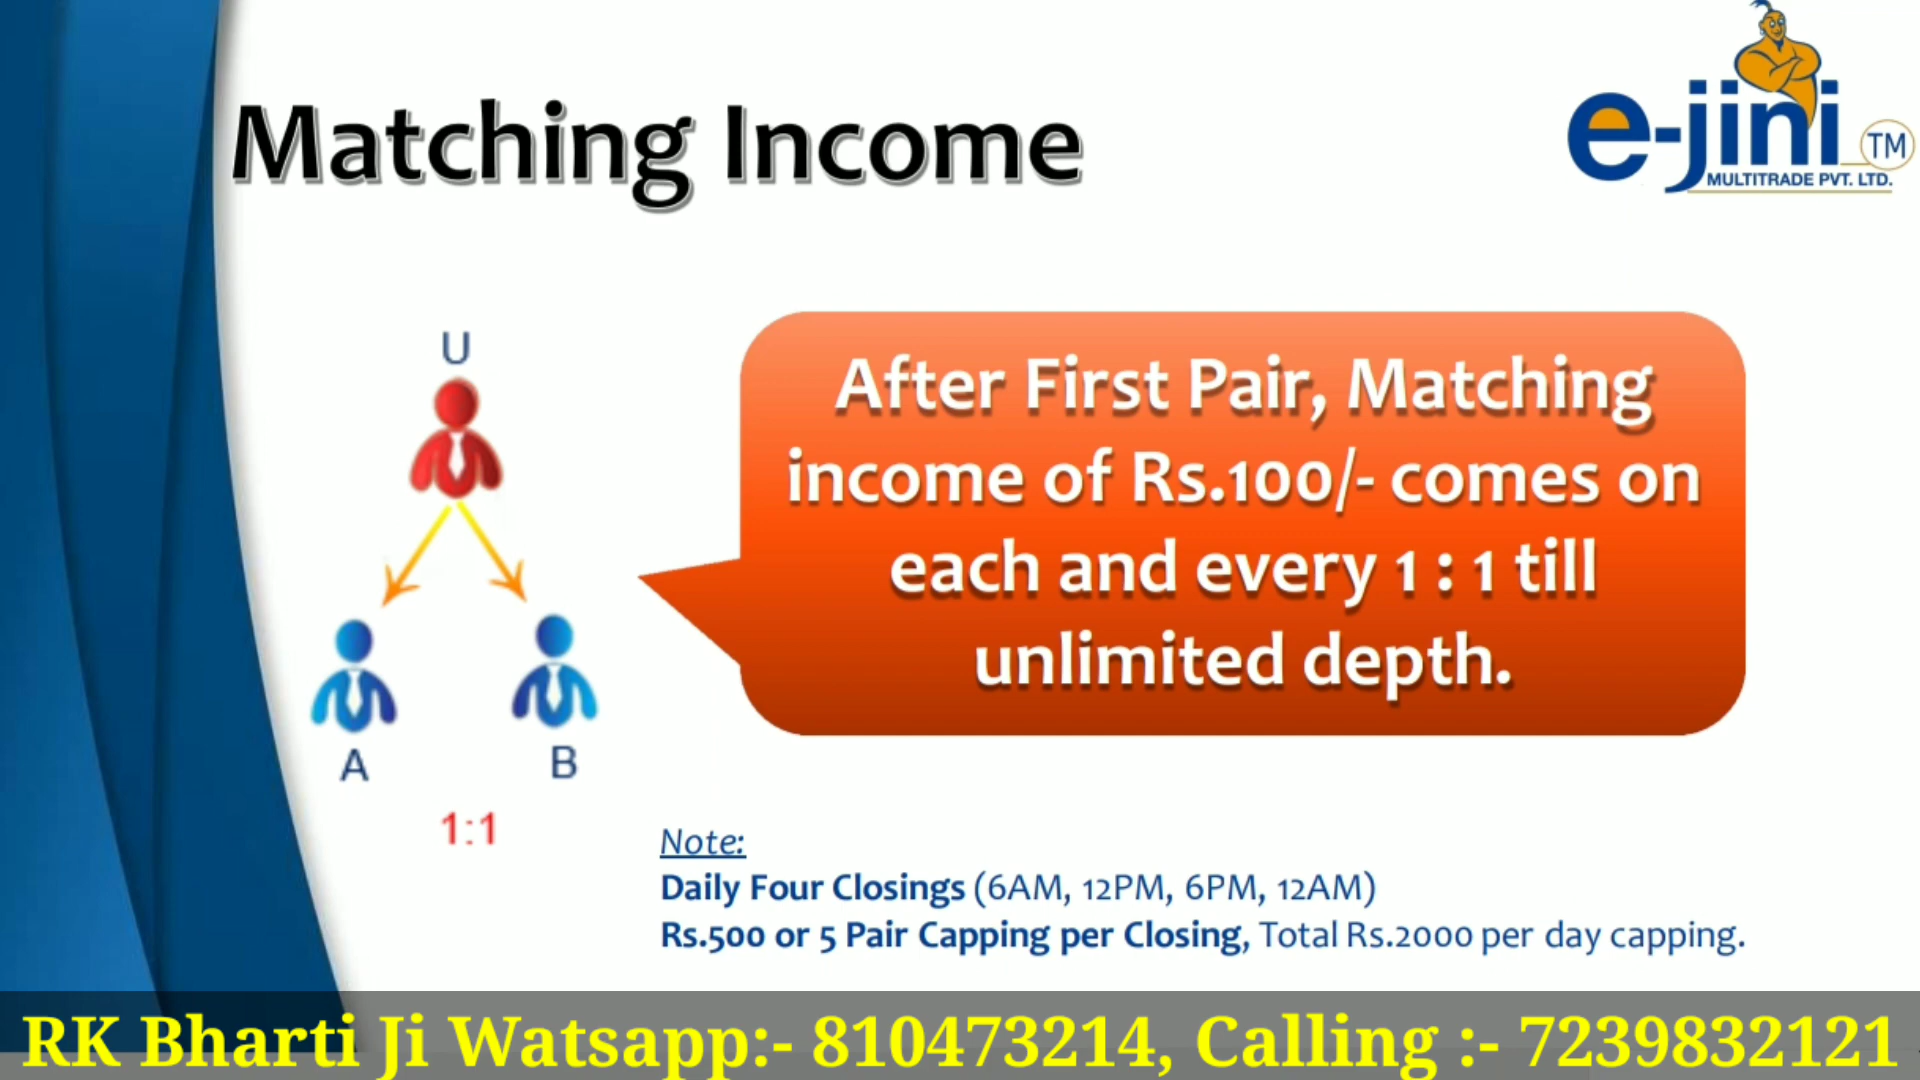 Matching Income
e-jini
TM
MULTITRADE PVT. LTD.
U
After First Pair, Matching
income of Rs.100/- comes on
each and every 1 : 1 till
unlimited depth.
A
B
1:1
Note:
Daily Four Closings (6AM, 12PM, 6PM, 12AM)
Rs.500 or 5 Pair Capping per Closing, Total Rs.2000 per day capping.
RK Bharti Ji Watsapp:- 810473214, Calling :- 7239832121